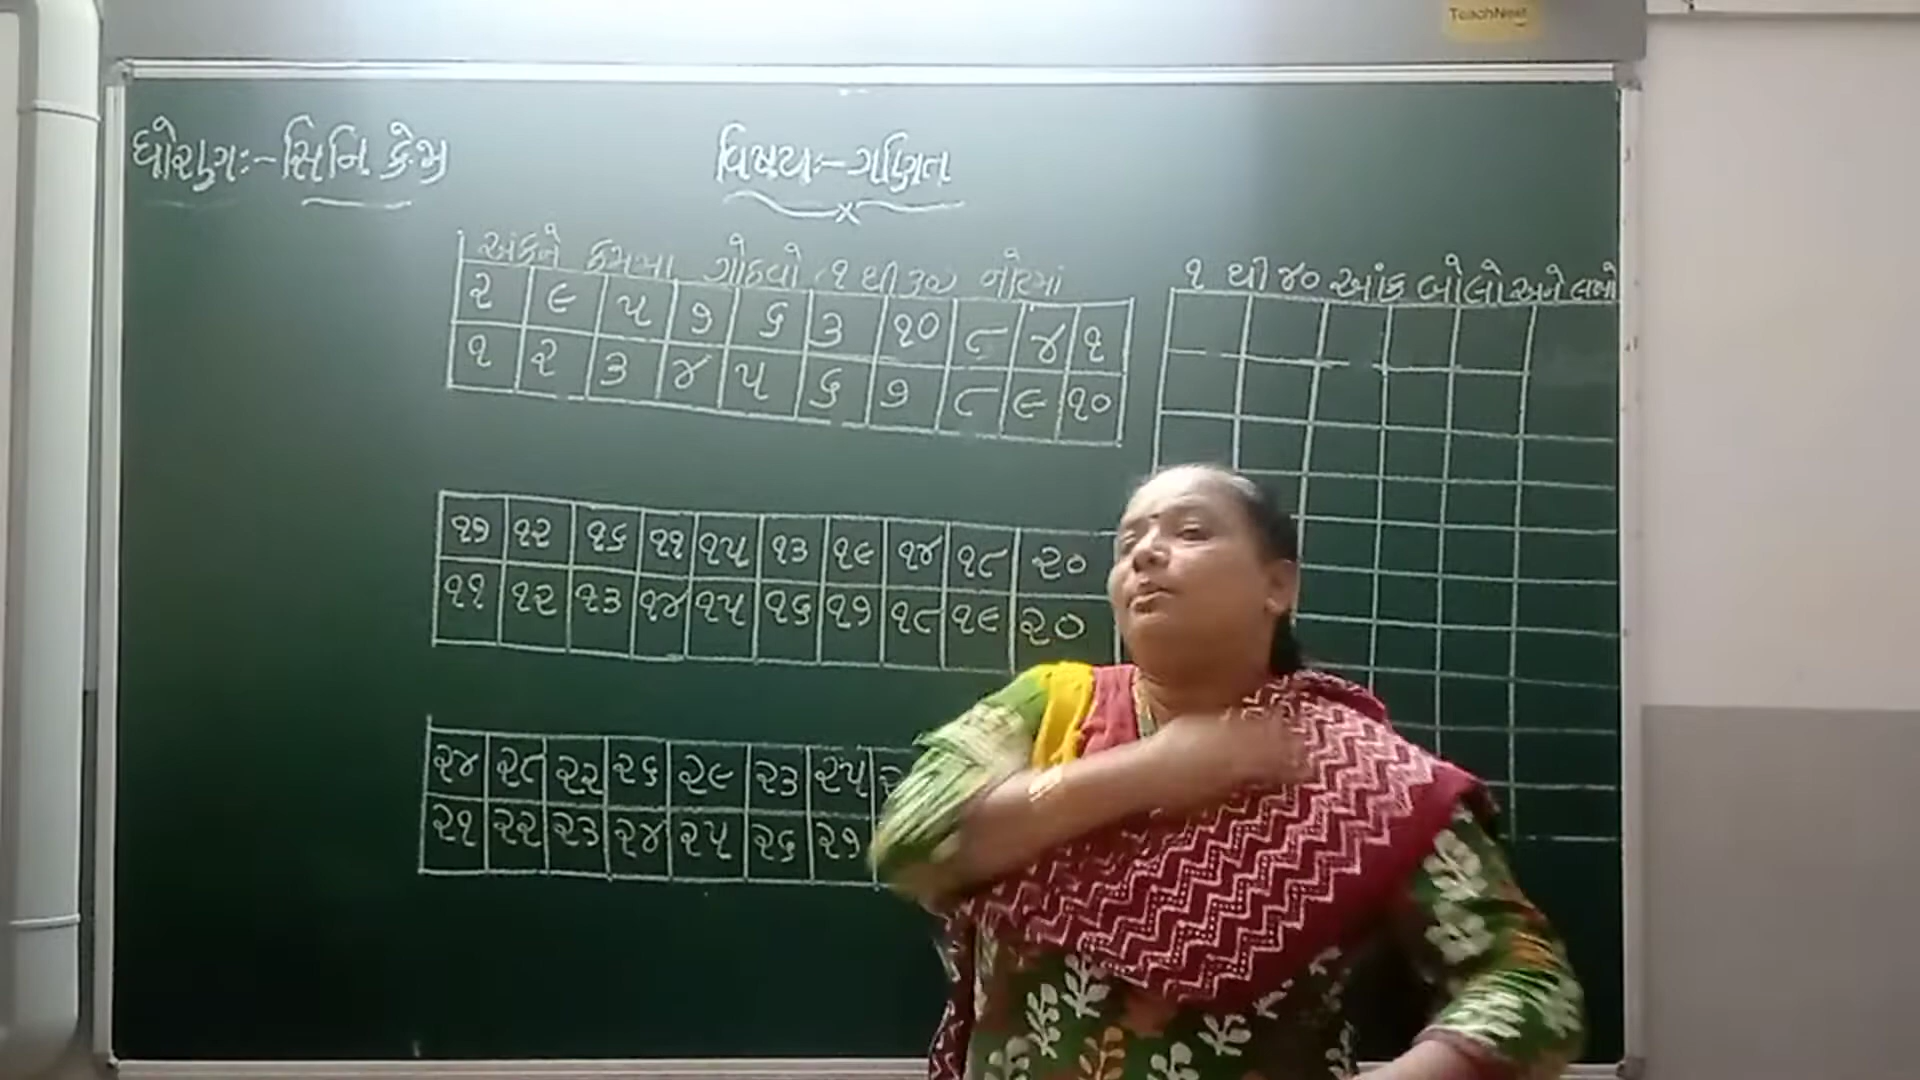 TeachNext
ધોરણઃ- સિનિ કેજી
વિષયઃ- ગણિત
અંકને ક્રમમાં ગોઠવો ૧ થી ૩૦ નોટમાં
૨ ૯ ૫ ૭ ૬ ૩ ૧૦ ૮ ૪ ૧
૧ ૨ ૩ ૪ ૫ ૬ ૭ ૮ ૯ ૧૦
૧૭ ૧૨ ૧૬ ૧૧ ૧૫ ૧૩ ૧૯ ૧૪ ૧૮ ૨૦
૧૧ ૧૨ ૧૩ ૧૪ ૧૫ ૧૬ ૧૭ ૧૮ ૧૯ ૨૦
૨૪ ૨૮ ૨૨ ૨૬ ૨૯ ૨૩ ૨૫
૨૧ ૨૨ ૨૩ ૨૪ ૨૫ ૨૬ ૨૭
૧ થી ૪૦ આંક બોલો અને લખો